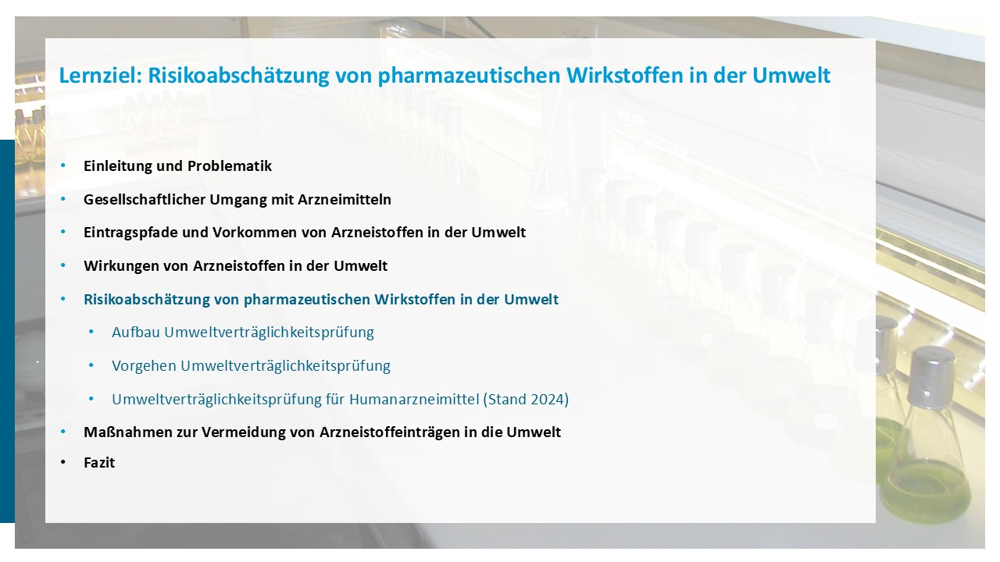 Lernziel: Risikoabschätzung von pharmazeutischen Wirkstoffen in der Umwelt
• Einleitung und Problematik
• Gesellschaftlicher Umgang mit Arzneimitteln
• Eintragspfade und Vorkommen von Arzneistoffen in der Umwelt
• Wirkungen von Arzneistoffen in der Umwelt
• Risikoabschätzung von pharmazeutischen Wirkstoffen in der Umwelt
• Aufbau Umweltverträglichkeitsprüfung
• Vorgehen Umweltverträglichkeitsprüfung
• Umweltverträglichkeitsprüfung für Humanarzneimittel (Stand 2024)
• Maßnahmen zur Vermeidung von Arzneistoffeinträgen in die Umwelt
• Fazit